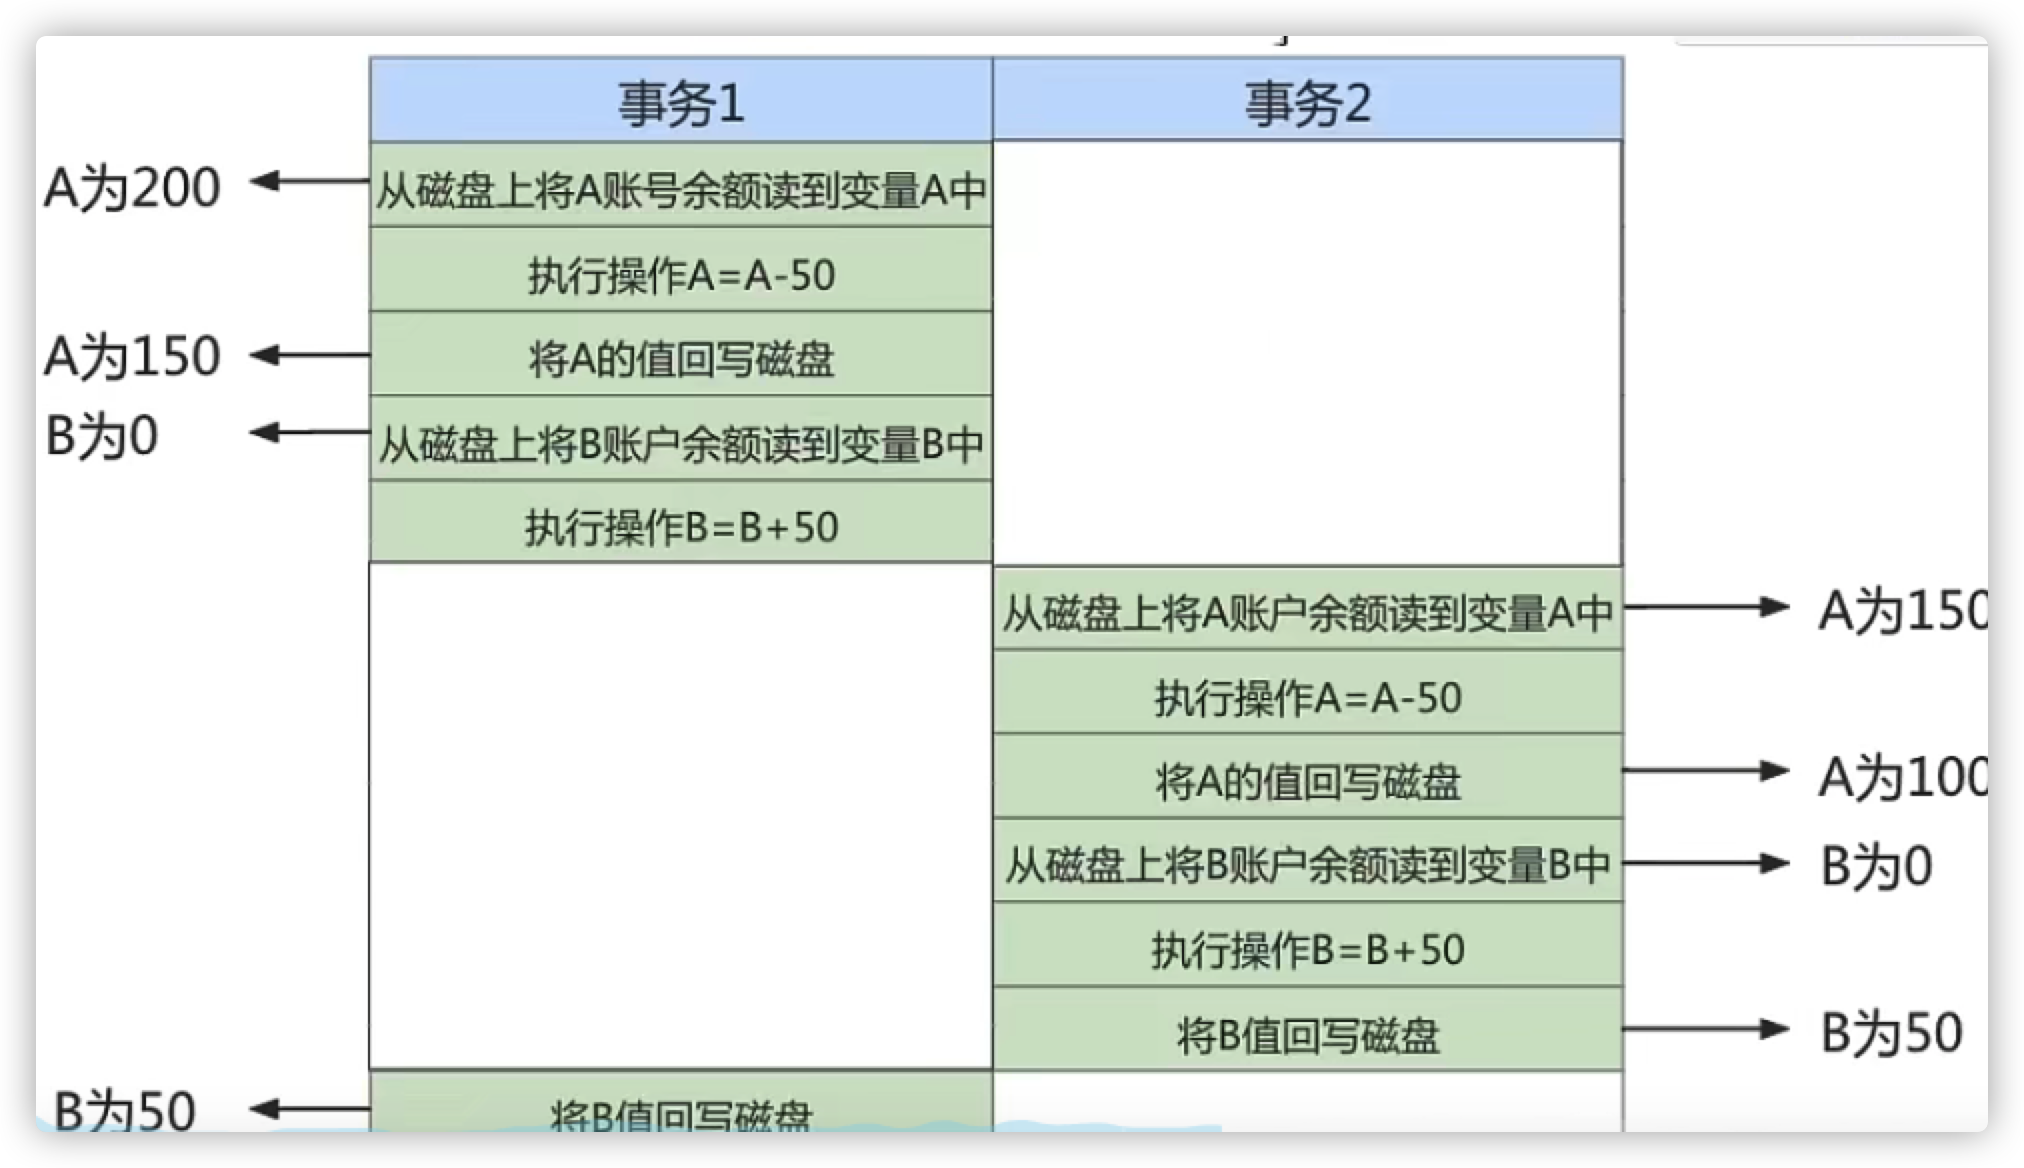 事务1 事务2
A为200 从磁盘上将A账号余额读到变量A中
执行操作A=A-50
A为150 将A的值回写磁盘
B为0 从磁盘上将B账户余额读到变量B中
执行操作B=B+50
从磁盘上将A账户余额读到变量A中 A为150
执行操作A=A-50
将A的值回写磁盘 A为100
从磁盘上将B账户余额读到变量B中 B为0
执行操作B=B+50
将B值回写磁盘 B为50
B为50 将B值回写磁盘